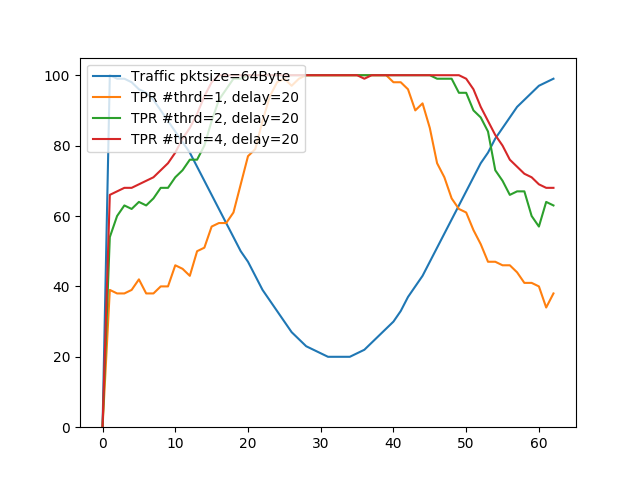 100
80
60
40
20
0
0 10 20 30 40 50 60
Traffic pktsize=64Byte
TPR #thrd=1, delay=20
TPR #thrd=2, delay=20
TPR #thrd=4, delay=20